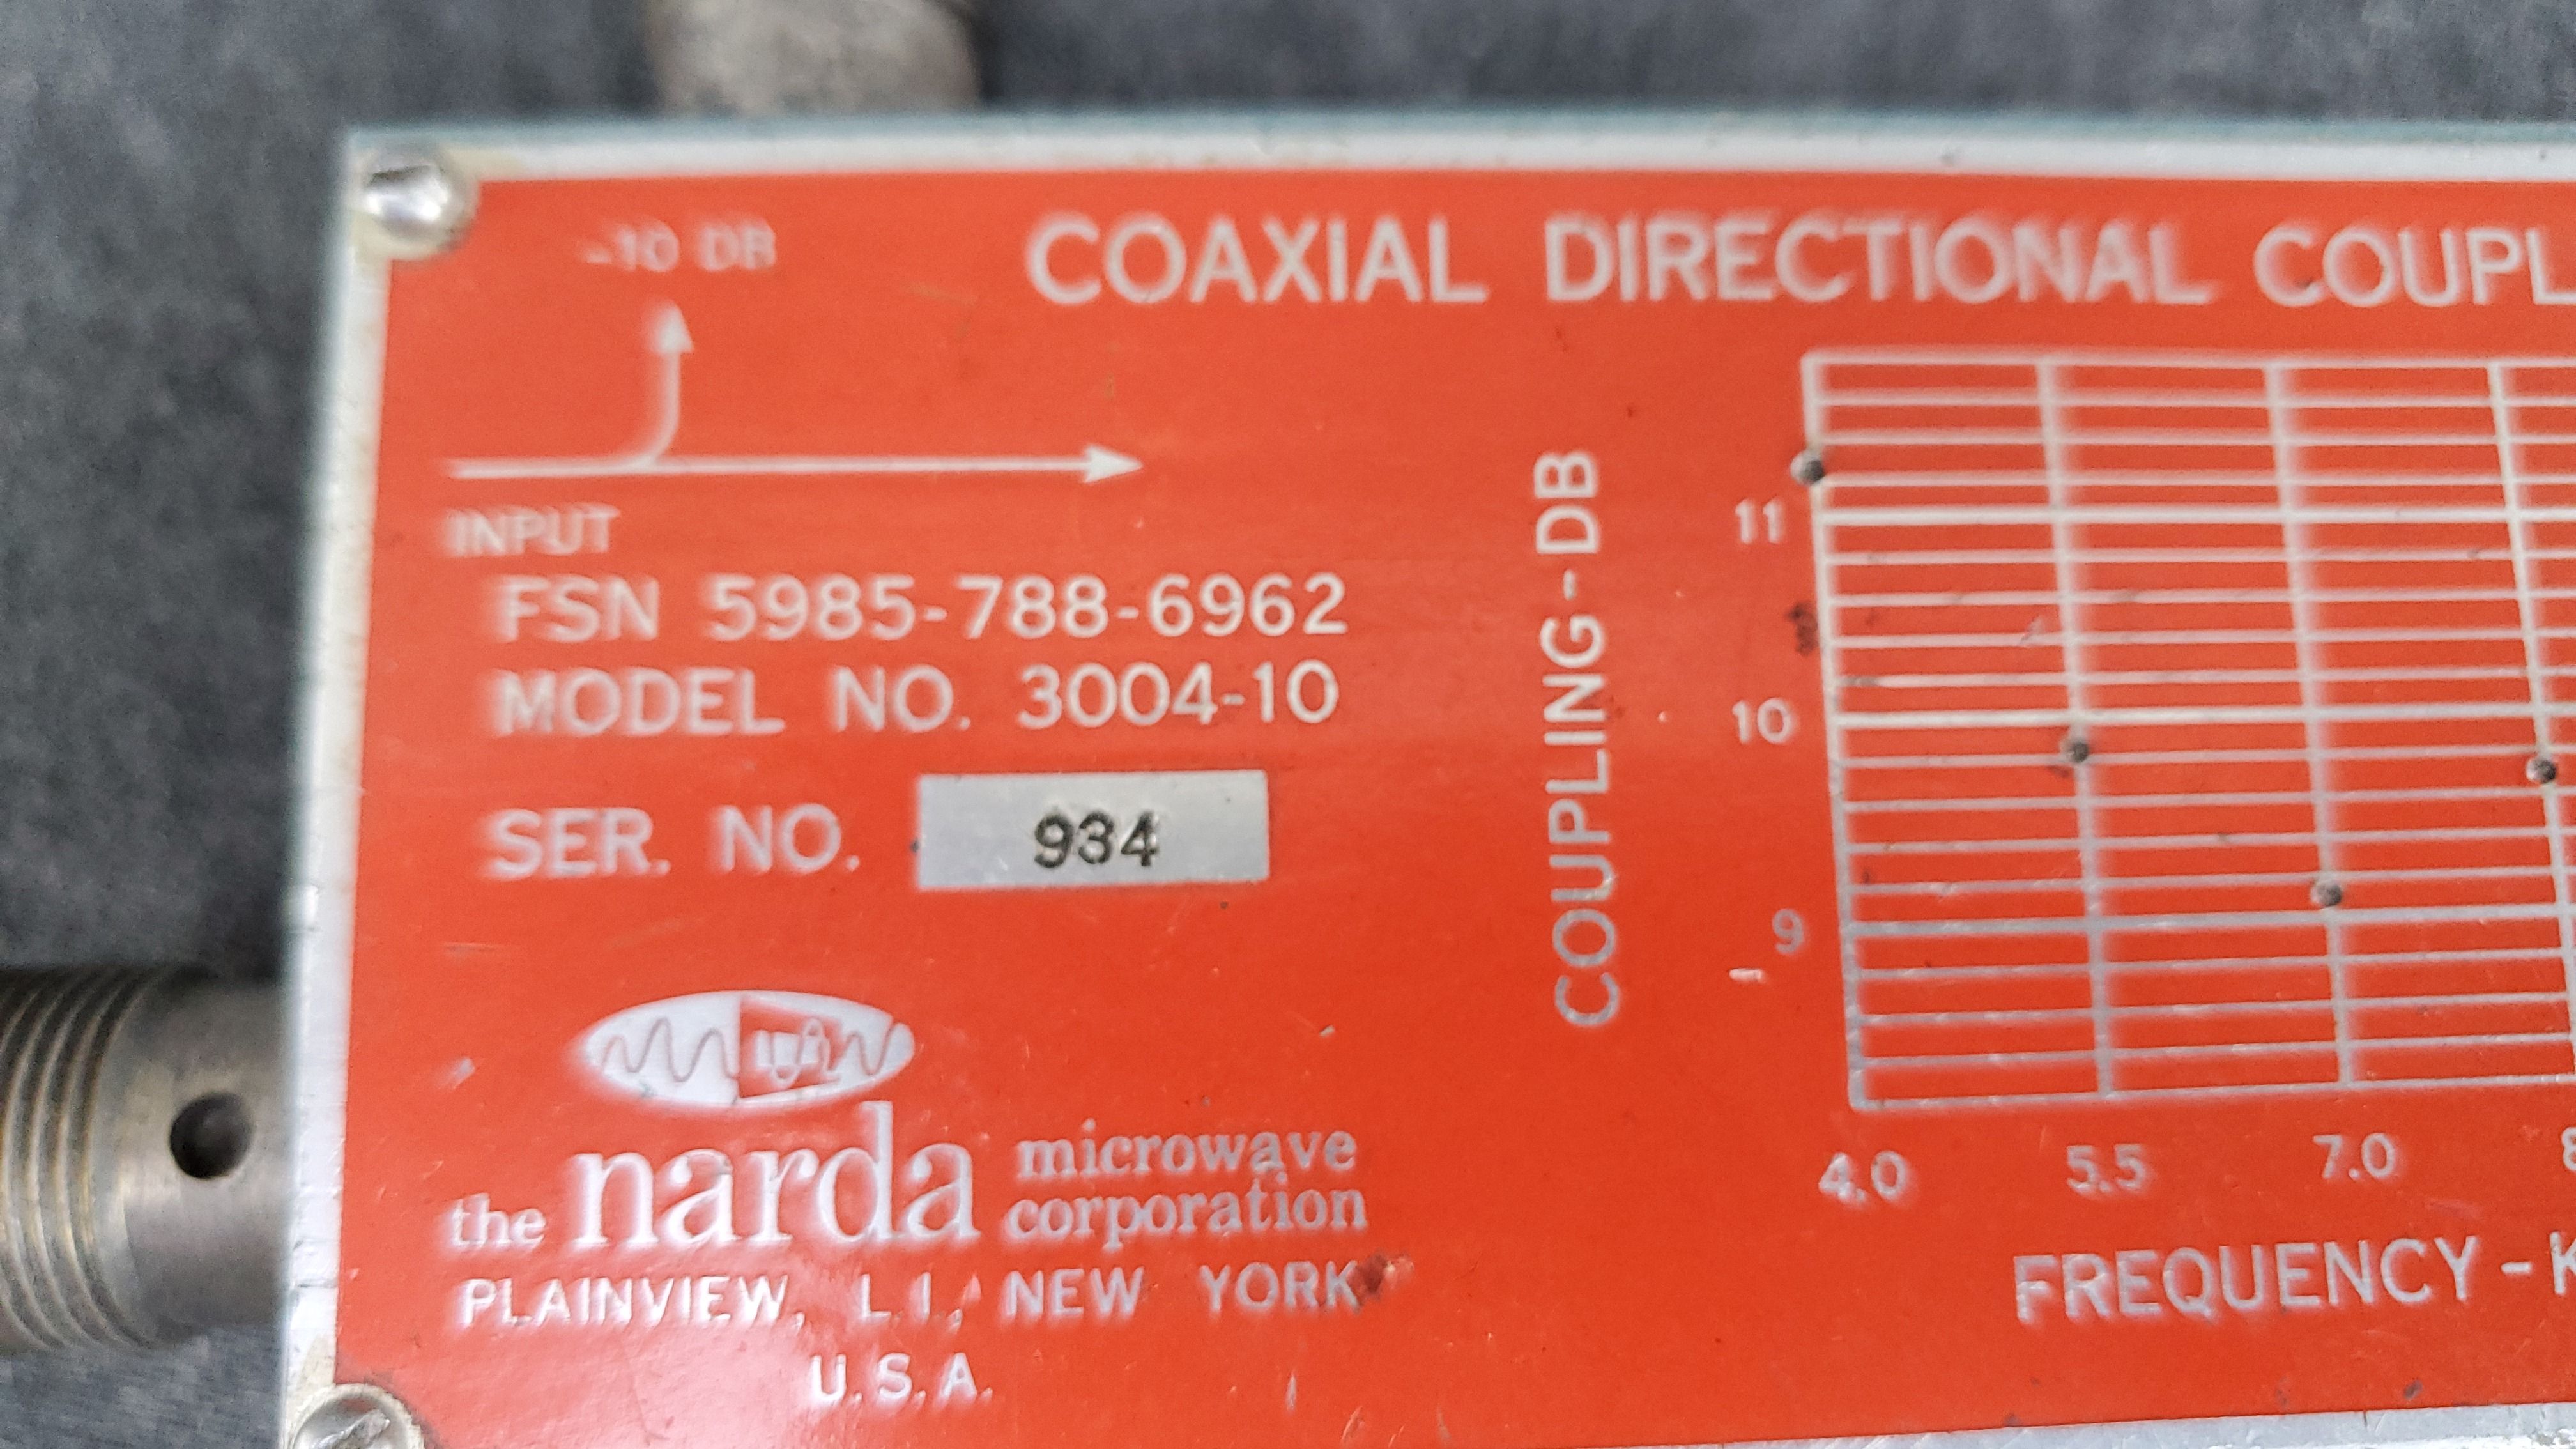 -10 DB
COAXIAL DIRECTIONAL COUPL
INPUT
FSN 5985-788-6962
MODEL NO. 3004-10
SER. NO. 934
the narda microwave
corporation
PLAINVIEW, L.I., NEW YORK
U.S.A.
COUPLING-DB
11
10
9
4.0 5.5 7.0
FREQUENCY - K